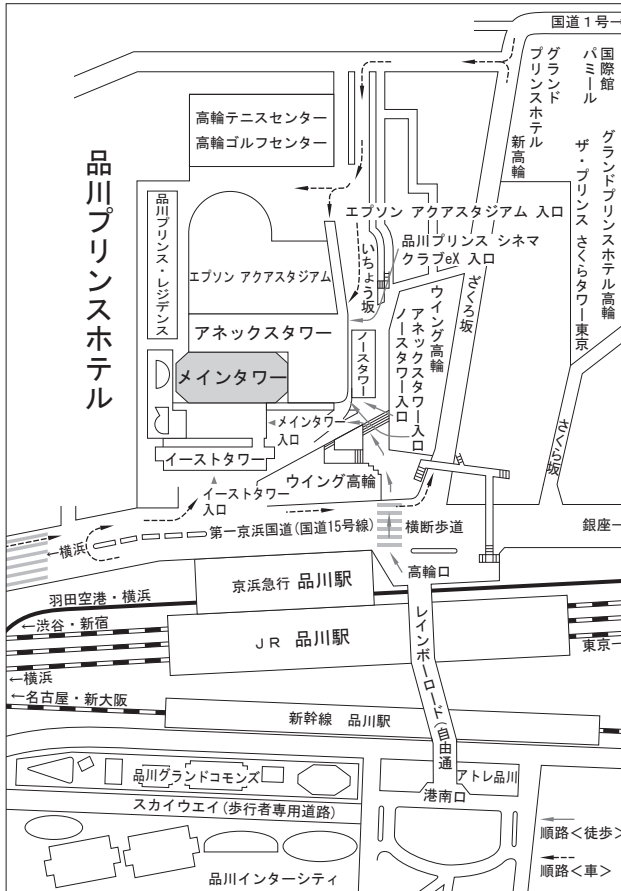 国道１号→
グランド
プリンスホテル
新高輪
国際館
パミール
グランドプリンスホテル高輪
ザ・プリンス さくらタワー東京
高輪テニスセンター
高輪ゴルフセンター
品川プリンスホテル
品川プリンス・レジデンス
エプソン アクアスタジアム 入口
品川プリンス シネマ
クラブeX 入口
いちょう坂
エプソン アクアスタジアム
アネックスタワー
メインタワー
ノースタワー
ウイング高輪
アネックスタワー入口
ノースタワー入口
ざくろ坂
さくら坂
メインタワー
入口
イーストタワー
イーストタワー
入口
ウイング高輪
第一京浜国道(国道15号線)
横断歩道
銀座→
←横浜
高輪口
京浜急行 品川駅
羽田空港・横浜
←渋谷・新宿
ＪＲ 品川駅
東京→
←横浜
←名古屋・新大阪
新幹線 品川駅
レインボーロード(自由通
品川グランドコモンズ
アトレ品川
港南口
スカイウエイ(歩行者専用道路)
品川インターシティ
順路<徒歩>
順路<車>